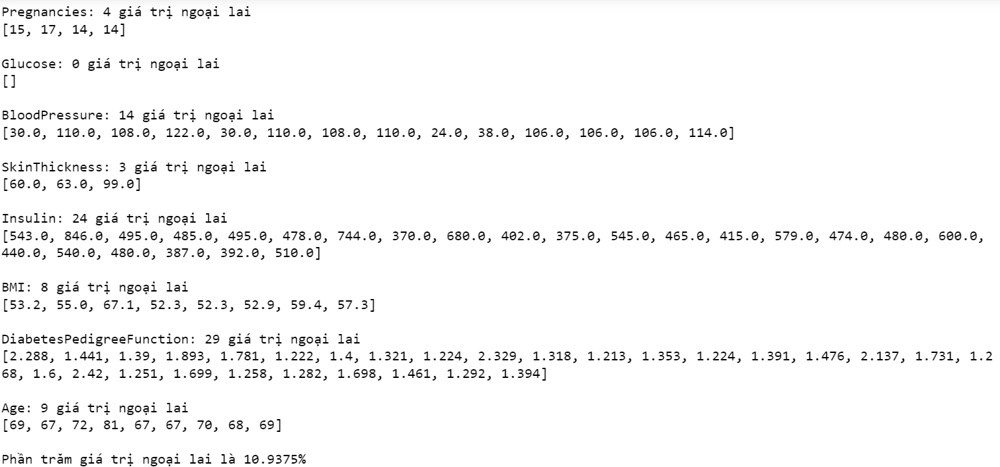 Pregnancies: 4 giá trị ngoại lai
[15, 17, 14, 14]
Glucose: 0 giá trị ngoại lai
[]
BloodPressure: 14 giá trị ngoại lai
[30.0, 110.0, 108.0, 122.0, 30.0, 110.0, 108.0, 110.0, 24.0, 38.0, 106.0, 106.0, 106.0, 114.0]
SkinThickness: 3 giá trị ngoại lai
[60.0, 63.0, 99.0]
Insulin: 24 giá trị ngoại lai
[543.0, 846.0, 495.0, 485.0, 495.0, 478.0, 744.0, 370.0, 680.0, 402.0, 375.0, 545.0, 465.0, 415.0, 579.0, 474.0, 480.0, 600.0,
440.0, 540.0, 480.0, 387.0, 392.0, 510.0]
BMI: 8 giá trị ngoại lai
[53.2, 55.0, 67.1, 52.3, 52.3, 52.9, 59.4, 57.3]
DiabetesPedigreeFunction: 29 giá trị ngoại lai
[2.288, 1.441, 1.39, 1.893, 1.781, 1.222, 1.4, 1.321, 1.224, 2.329, 1.318, 1.213, 1.353, 1.224, 1.391, 1.476, 2.137, 1.731, 1.2
68, 1.6, 2.42, 1.251, 1.699, 1.258, 1.282, 1.698, 1.461, 1.292, 1.394]
Age: 9 giá trị ngoại lai
[69, 67, 72, 81, 67, 67, 70, 68, 69]
Phần trăm giá trị ngoại lai là 10.9375%